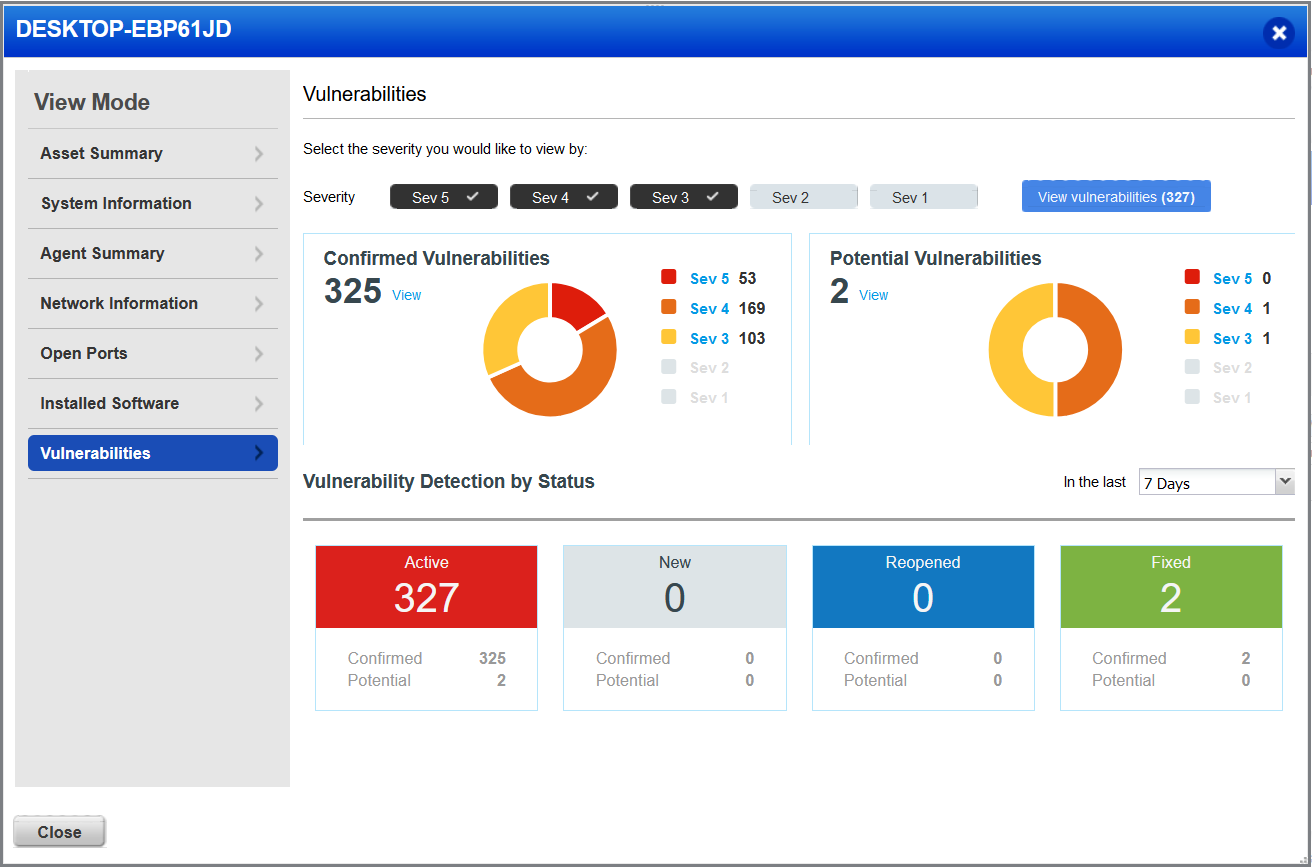 DESKTOP-EBP61JD
View Mode
Asset Summary
System Information
Agent Summary
Network Information
Open Ports
Installed Software
Vulnerabilities
Close
Vulnerabilities
Select the severity you would like to view by:
Severity Sev 5 Sev 4 Sev 3 Sev 2 Sev 1 View vulnerabilities (327)
Confirmed Vulnerabilities
325 View
Sev 5 53
Sev 4 169
Sev 3 103
Sev 2
Sev 1
Potential Vulnerabilities
2 View
Sev 5 0
Sev 4 1
Sev 3 1
Sev 2
Sev 1
Vulnerability Detection by Status In the last 7 Days
Active
327
Confirmed 325
Potential 2
New
0
Confirmed 0
Potential 0
Reopened
0
Confirmed 0
Potential 0
Fixed
2
Confirmed 2
Potential 0